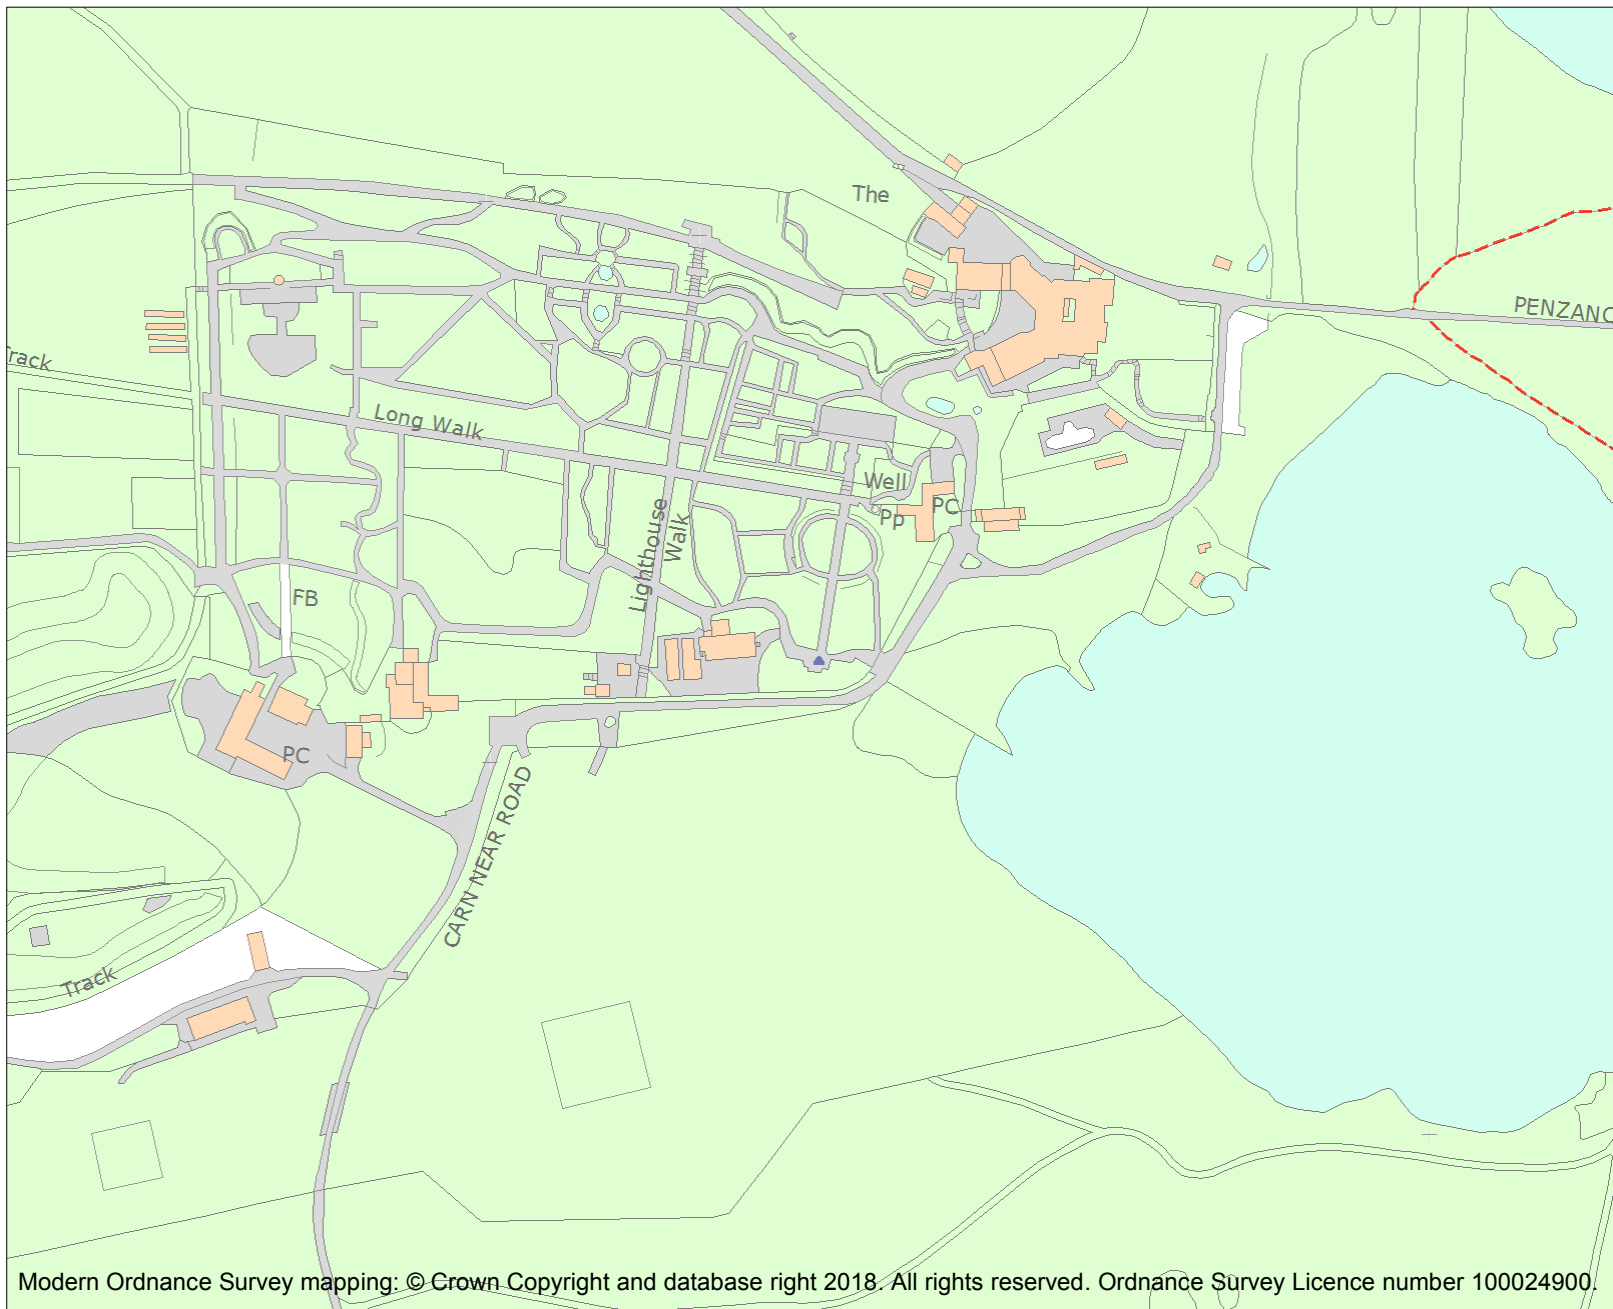 The
PENZANC
Track
Long Walk
Well
PC
Pp
Lighthouse
Walk
FB
PC
CARN NEAR ROAD
Track
Modern Ordnance Survey mapping: © Crown Copyright and database right 2018. All rights reserved. Ordnance Survey Licence number 100024900.